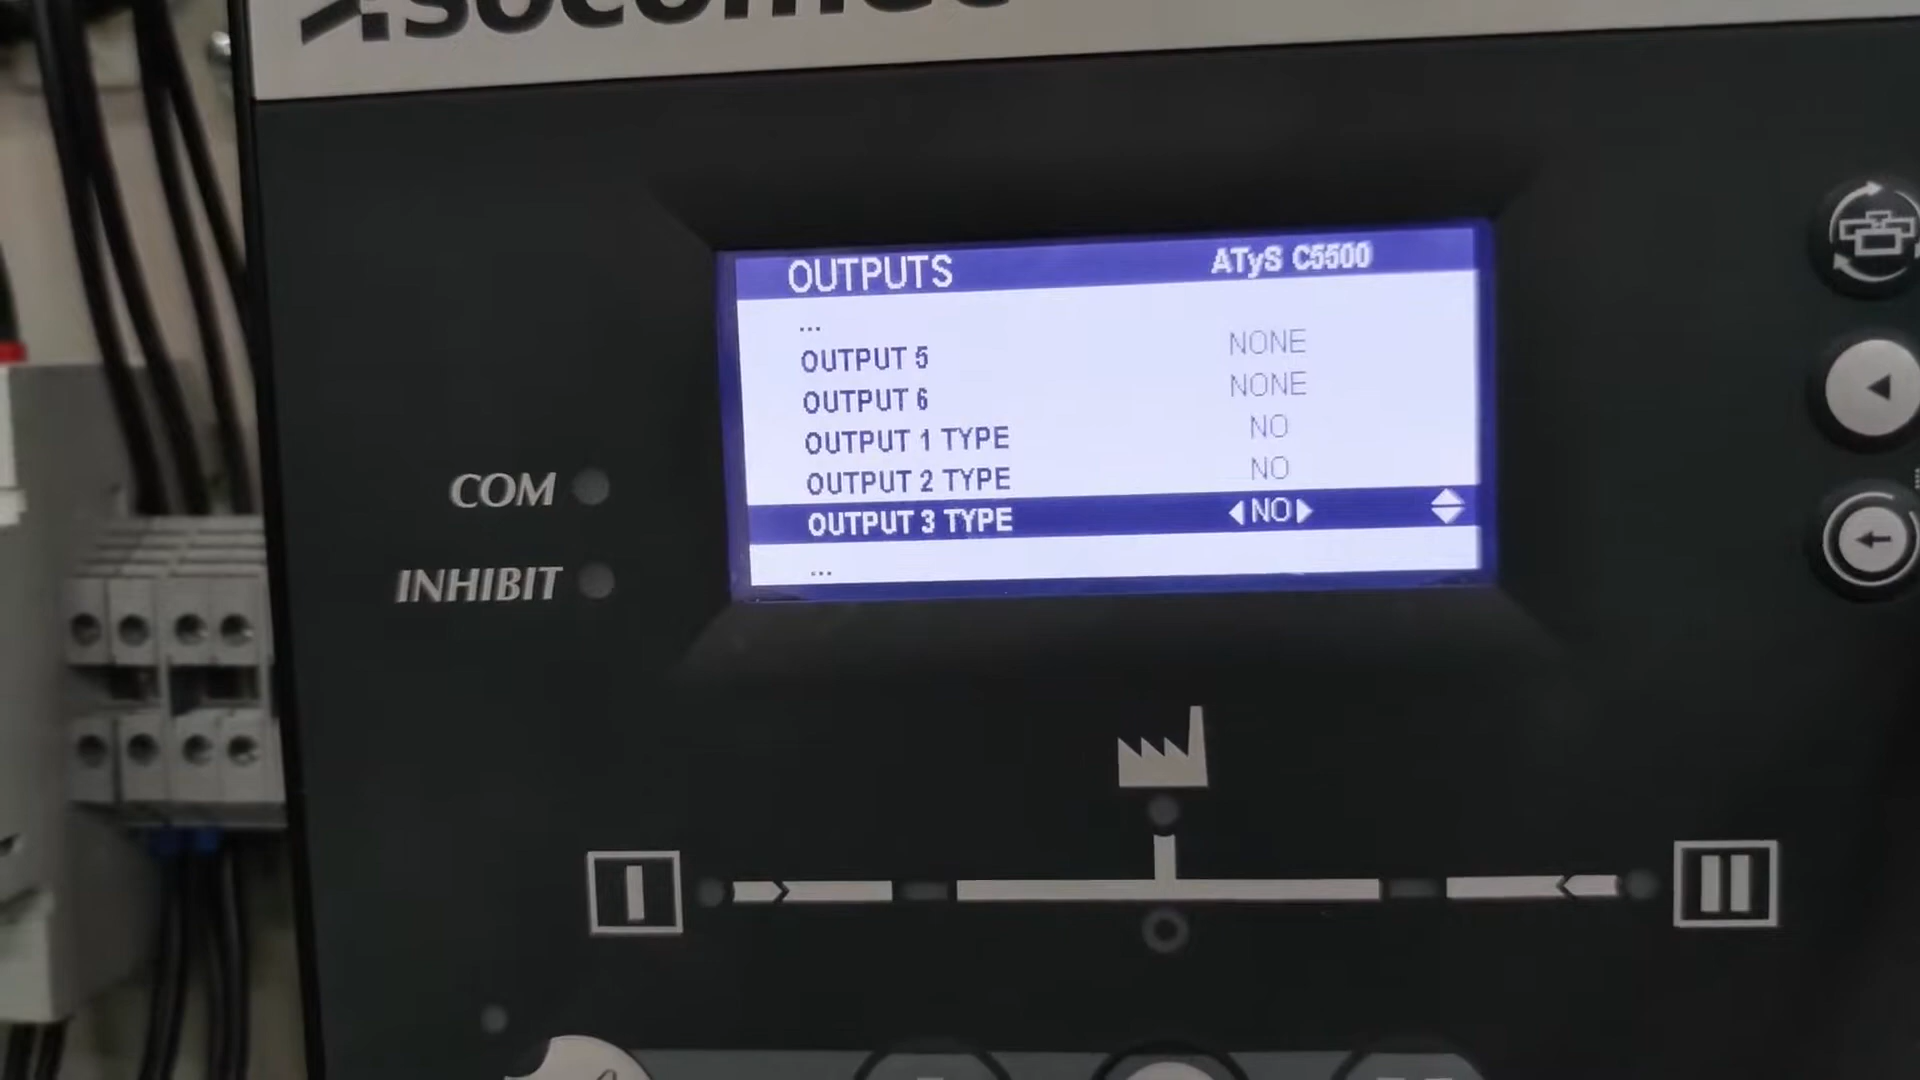 socomec
OUTPUTS ATyS C5500
...
OUTPUT 5 NONE
OUTPUT 6 NONE
OUTPUT 1 TYPE NO
OUTPUT 2 TYPE NO
OUTPUT 3 TYPE NO
...
COM
INHIBIT
I
II